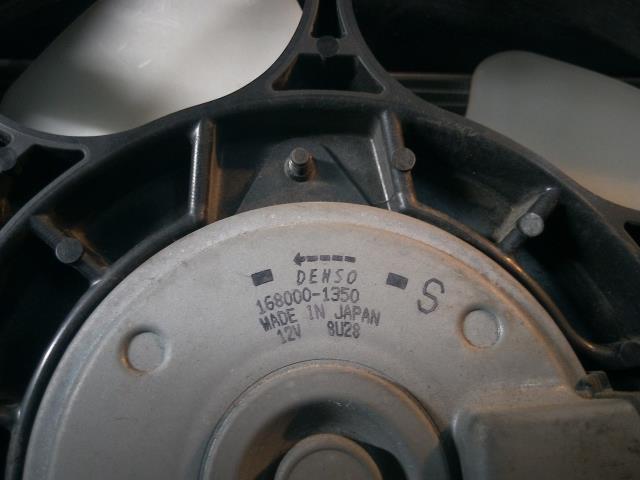 DENSO
S
168000-1350
MADE IN JAPAN
12V 8U28